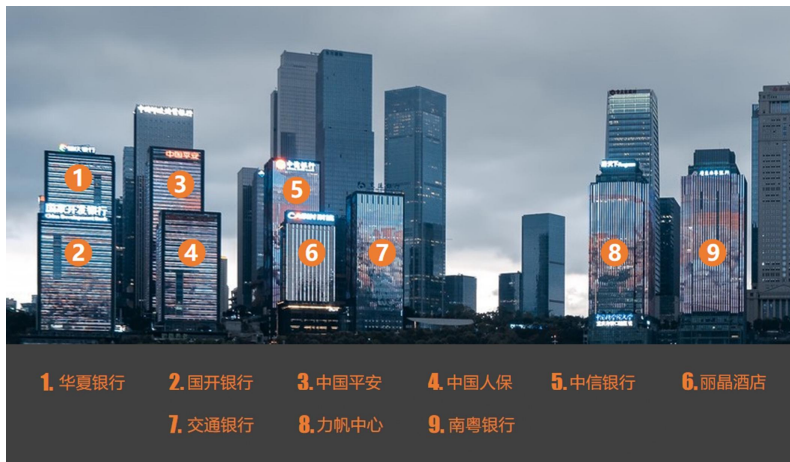 中国平安
国家开发银行
China Development Bank
中信银行
1
3
5
2
4
6
7
8
9
1. 华夏银行 2. 国开银行 3. 中国平安 4. 中国人保 5. 中信银行 6. 丽晶酒店
7. 交通银行 8. 力帆中心 9. 南粤银行